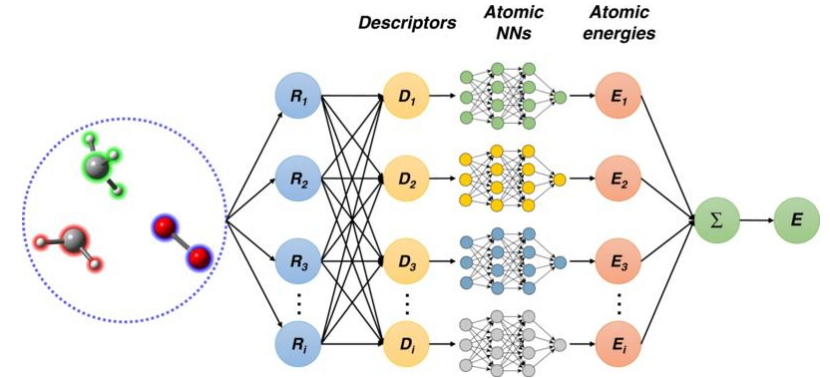 Descriptors
Atomic
NNs
Atomic
energies
R1
D1
E1
R2
D2
E2
Σ
E
R3
D3
E3
Ri
Di
Ei